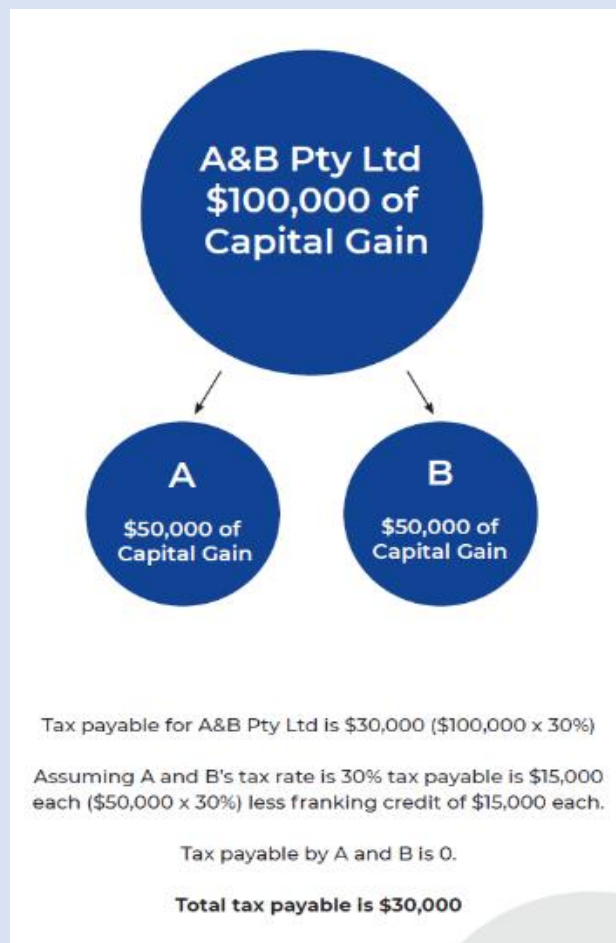 A&B Pty Ltd
$100,000 of
Capital Gain
A
$50,000 of
Capital Gain
B
$50,000 of
Capital Gain
Tax payable for A&B Pty Ltd is $30,000 ($100,000 x 30%)
Assuming A and B's tax rate is 30% tax payable is $15,000
each ($50,000 x 30%) less franking credit of $15,000 each.
Tax payable by A and B is 0.
Total tax payable is $30,000